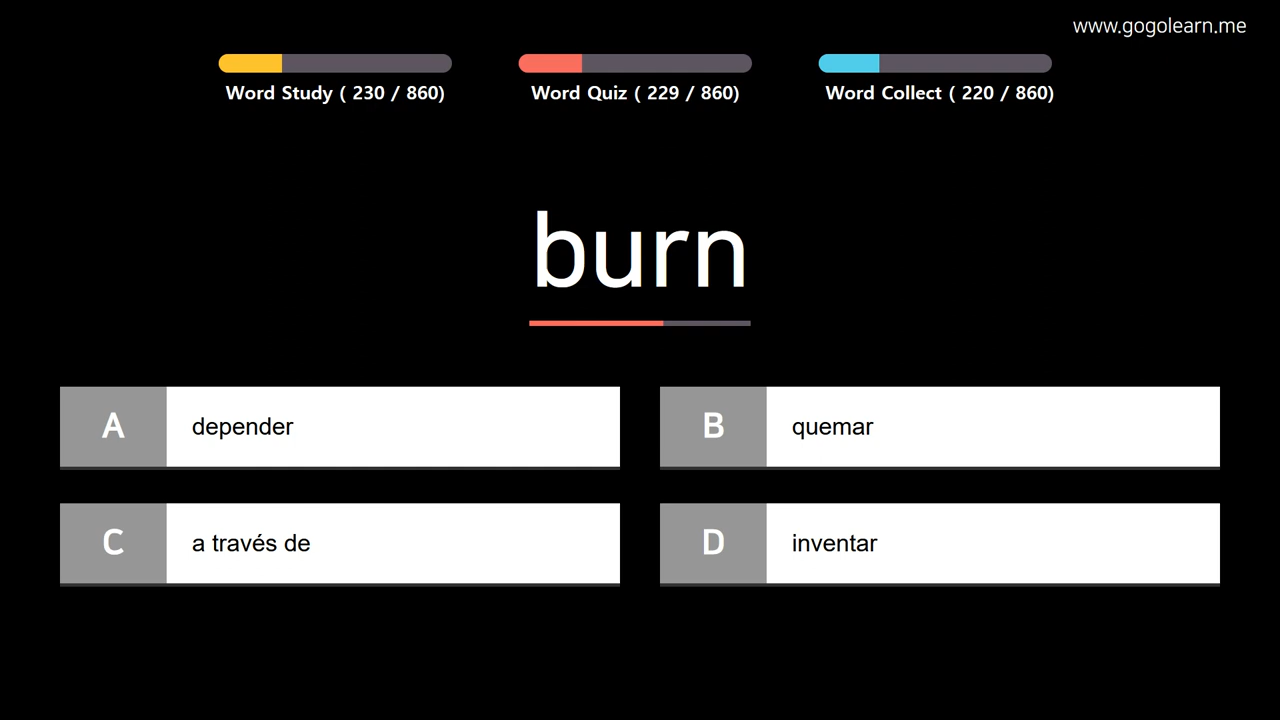 www.gogolearn.me
Word Study ( 230 / 860)
Word Quiz ( 229 / 860)
Word Collect ( 220 / 860)
burn
A depender
B quemar
C a través de
D inventar